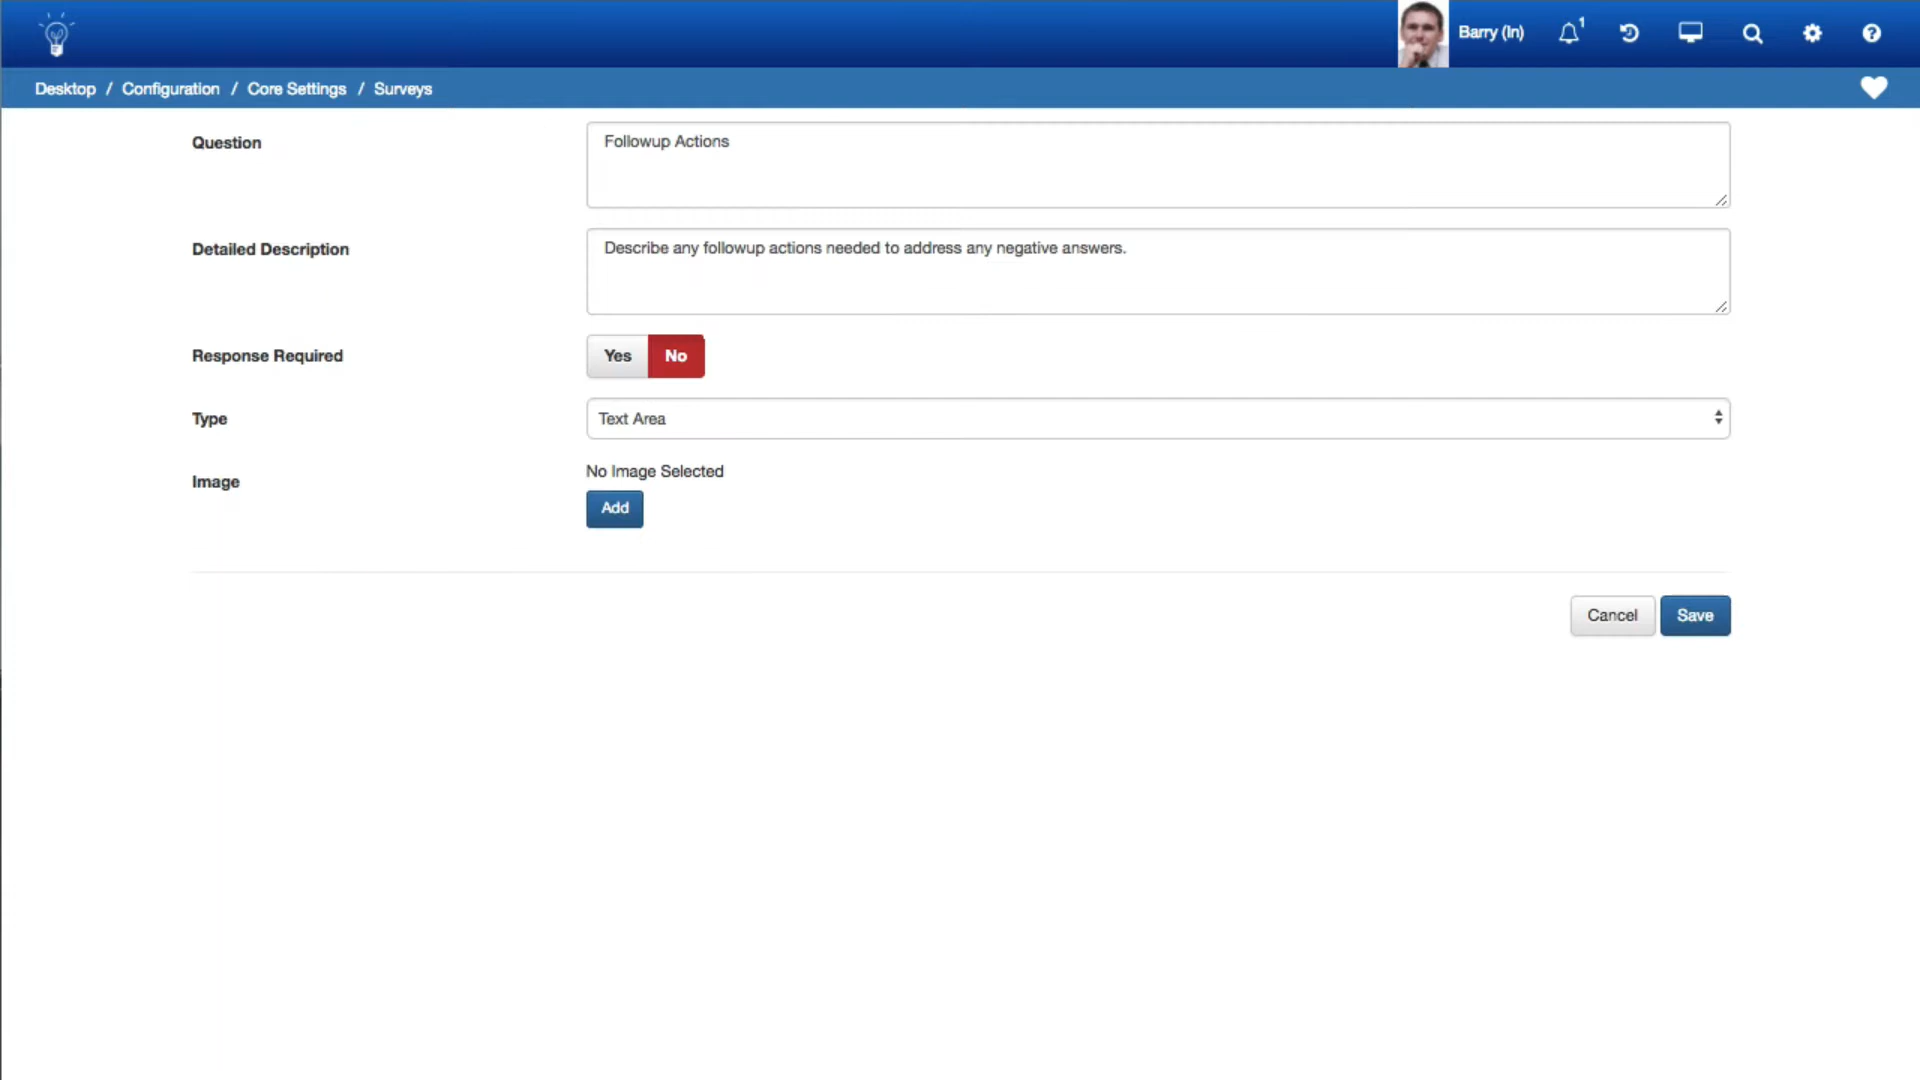 Barry (In)
1
Desktop / Configuration / Core Settings / Surveys
Question
Followup Actions
Detailed Description
Describe any followup actions needed to address any negative answers.
Response Required
Yes No
Type
Text Area
Image
No Image Selected
Add
Cancel Save